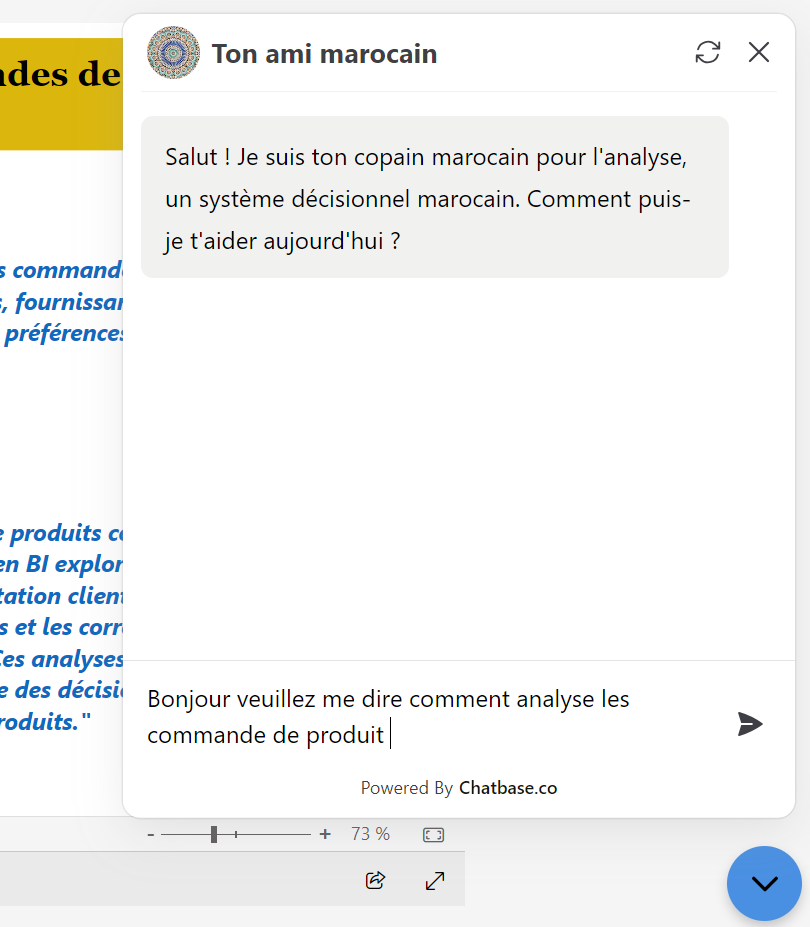 des de
Ton ami marocain
Salut ! Je suis ton copain marocain pour l'analyse,
un système décisionnel marocain. Comment puis-
je t'aider aujourd'hui ?
s commande
s, fournissan
préférences
e produits co
en BI explor
tation client
s et les corr
Ces analyses
e des décisi
roduits."
Bonjour veuillez me dire comment analyse les
commande de produit
Powered By Chatbase.co
- + 73 %